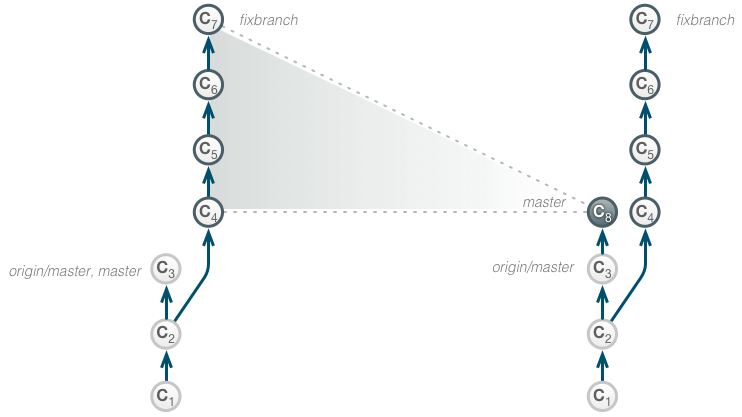 C7 fixbranch
C6
C5
C4
origin/master, master C3
C2
C1
C7 fixbranch
C6
C5
master C8 C4
origin/master C3
C2
C1